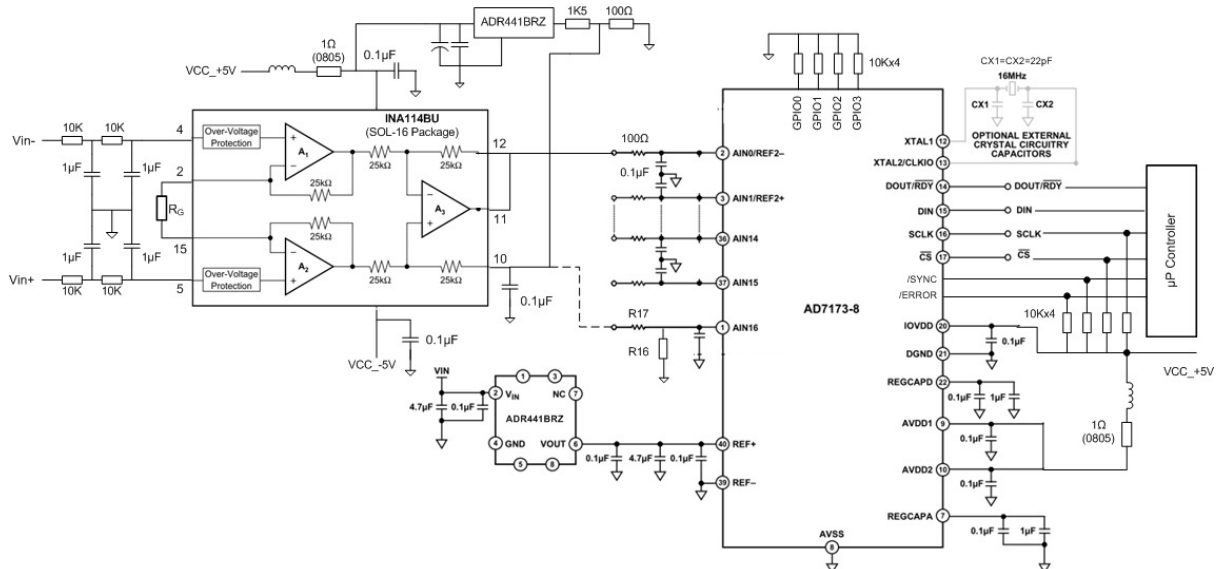 ADR441BRZ
1K5
100Ω
1Ω
(0805)
0.1µF
VCC_+5V
10Kx4
GPIO0
GPIO1
GPIO2
GPIO3
CX1=CX2=22pF
16MHz
CX1
CX2
OPTIONAL EXTERNAL
CRYSTAL CIRCUITRY
CAPACITORS
INA114BU
(SOL-16 Package)
Vin-
10K
10K
4
Over-Voltage
Protection
+
−
A1
25kΩ
25kΩ
25kΩ
12
1µF
1µF
2
RG
−
+
A3
11
25kΩ
1µF
1µF
15
−
+
A2
25kΩ
25kΩ
10
Vin+
10K
10K
5
Over-Voltage
Protection
0.1µF
0.1µF
VCC_-5V
100Ω
0.1µF
R17
R16
2
AIN0/REF2−
3
AIN1/REF2+
36
AIN14
37
AIN15
1
AIN16
AD7173-8
40
REF+
39
REF−
AVSS
8
XTAL1
12
XTAL2/CLKIO
13
DOUT/RDY
14
DOUT/RDY
DIN
15
DIN
SCLK
16
SCLK
CS
17
CS
/SYNC
/ERROR
10Kx4
µP Controller
IOVDD
20
0.1µF
DGND
21
VCC_+5V
REGCAPD
22
0.1µF
1µF
AVDD1
9
0.1µF
1Ω
(0805)
AVDD2
10
0.1µF
REGCAPA
7
0.1µF
1µF
VIN
4.7µF
0.1µF
1
3
2
VIN
NC
7
ADR441BRZ
4
GND
VOUT
6
5
8
0.1µF
4.7µF
0.1µF